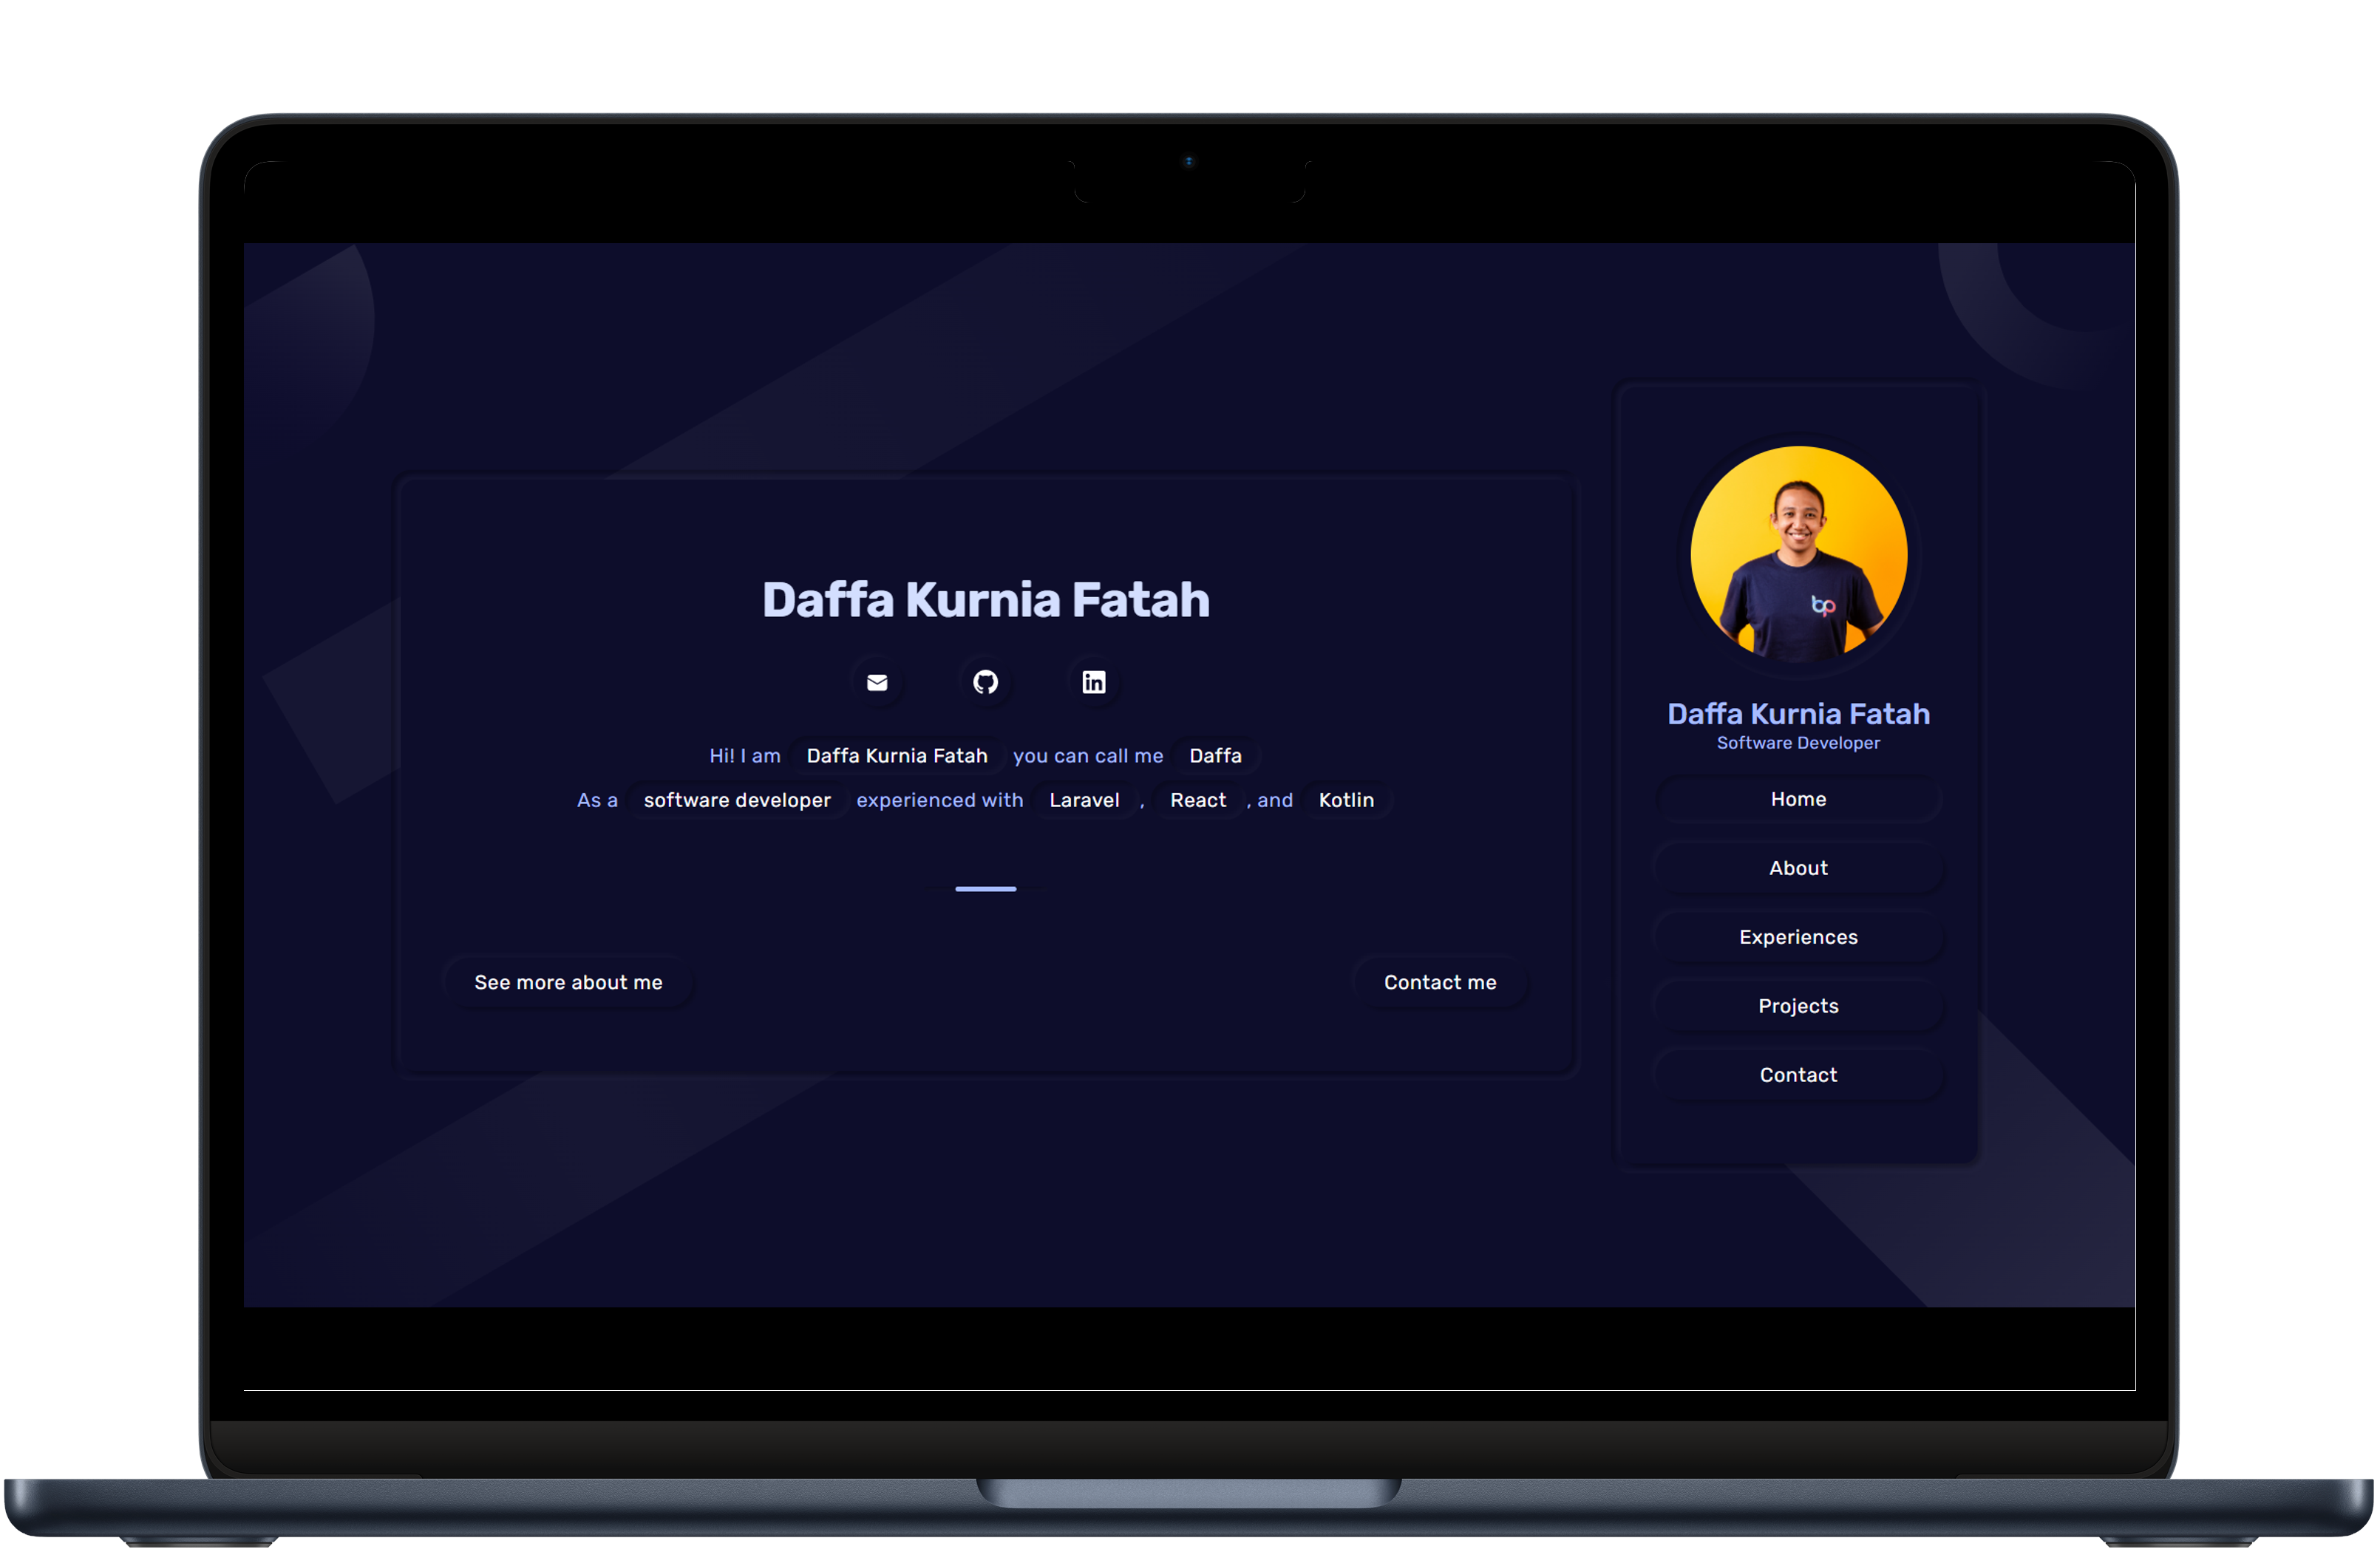 Daffa Kurnia Fatah
Hi! I am Daffa Kurnia Fatah you can call me Daffa
As a software developer experienced with Laravel , React , and Kotlin
See more about me
Contact me
bp
Daffa Kurnia Fatah
Software Developer
Home
About
Experiences
Projects
Contact